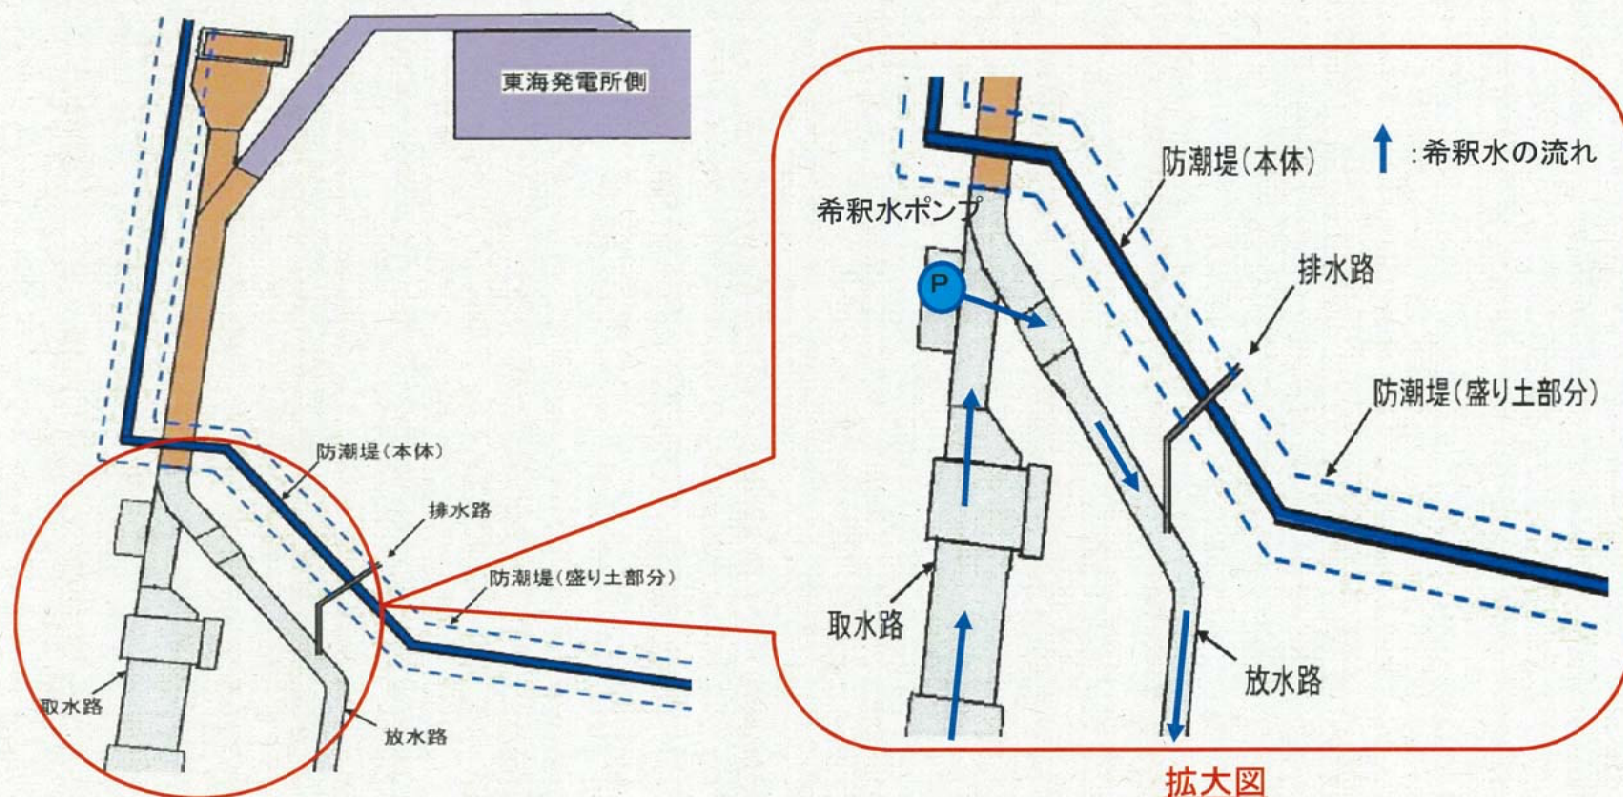 東海発電所側
防潮堤(本体)
排水路
防潮堤(盛り土部分)
取水路
放水路
防潮堤(本体)
:希釈水の流れ
希釈水ポンプ
P
排水路
防潮堤(盛り土部分)
取水路
放水路
拡大図